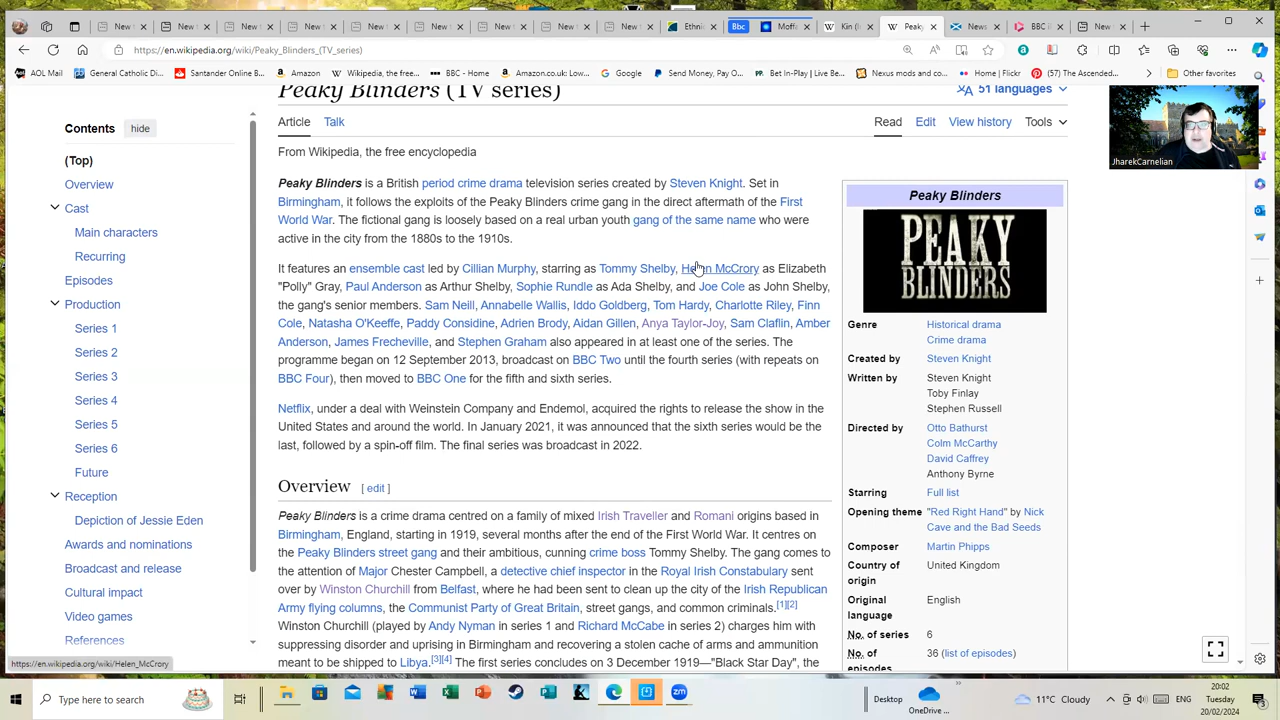 New
New
New
New
New
New
New
Ethnic
Bbc
Moffa
Kin (
Peaky
News
BBC i
New
https://en.wikipedia.org/wiki/Peaky_Blinders_(TV_series)
AOL Mail
General Catholic Di...
Santander Online B...
Amazon
Wikipedia, the free...
BBC - Home
Amazon.co.uk: Low...
Google
Send Money, Pay O...
Bet In-Play | Live Be...
Nexus mods and co...
Home | Flickr
(57) The Ascended...
Other favorites
Peaky Blinders (TV series)
51 languages
Contents
hide
(Top)
Overview
Cast
Main characters
Recurring
Episodes
Production
Series 1
Series 2
Series 3
Series 4
Series 5
Series 6
Future
Reception
Depiction of Jessie Eden
Awards and nominations
Broadcast and release
Cultural impact
Video games
References
Article
Talk
Read
Edit
View history
Tools
From Wikipedia, the free encyclopedia
Peaky Blinders is a British period crime drama television series created by Steven Knight. Set in
Birmingham, it follows the exploits of the Peaky Blinders crime gang in the direct aftermath of the First
World War. The fictional gang is loosely based on a real urban youth gang of the same name who were
active in the city from the 1880s to the 1910s.
It features an ensemble cast led by Cillian Murphy, starring as Tommy Shelby, Helen McCrory as Elizabeth
"Polly" Gray, Paul Anderson as Arthur Shelby, Sophie Rundle as Ada Shelby, and Joe Cole as John Shelby,
the gang's senior members. Sam Neill, Annabelle Wallis, Iddo Goldberg, Tom Hardy, Charlotte Riley, Finn
Cole, Natasha O'Keeffe, Paddy Considine, Adrien Brody, Aidan Gillen, Anya Taylor-Joy, Sam Claflin, Amber
Anderson, James Frecheville, and Stephen Graham also appeared in at least one of the series. The
programme began on 12 September 2013, broadcast on BBC Two until the fourth series (with repeats on
BBC Four), then moved to BBC One for the fifth and sixth series.
Netflix, under a deal with Weinstein Company and Endemol, acquired the rights to release the show in the
United States and around the world. In January 2021, it was announced that the sixth series would be the
last, followed by a spin-off film. The final series was broadcast in 2022.
Overview [ edit ]
Peaky Blinders is a crime drama centred on a family of mixed Irish Traveller and Romani origins based in
Birmingham, England, starting in 1919, several months after the end of the First World War. It centres on
the Peaky Blinders street gang and their ambitious, cunning crime boss Tommy Shelby. The gang comes to
the attention of Major Chester Campbell, a detective chief inspector in the Royal Irish Constabulary sent
over by Winston Churchill from Belfast, where he had been sent to clean up the city of the Irish Republican
Army flying columns, the Communist Party of Great Britain, street gangs, and common criminals.[1][2]
Winston Churchill (played by Andy Nyman in series 1 and Richard McCabe in series 2) charges him with
suppressing disorder and uprising in Birmingham and recovering a stolen cache of arms and ammunition
meant to be shipped to Libya.[3][4] The first series concludes on 3 December 1919—"Black Star Day", the
Peaky Blinders
PEAKY
BLINDERS
Genre
Historical drama
Crime drama
Created by
Steven Knight
Written by
Steven Knight
Toby Finlay
Stephen Russell
Directed by
Otto Bathurst
Colm McCarthy
David Caffrey
Anthony Byrne
Starring
Full list
Opening theme
"Red Right Hand" by Nick
Cave and the Bad Seeds
Composer
Martin Phipps
Country of
origin
United Kingdom
Original
language
English
No. of series
6
No. of
episodes
36 (list of episodes)
JharekCarnelian
https://en.wikipedia.org/wiki/Helen_McCrory
Type here to search
Desktop
OneDrive ...
11°C Cloudy
ENG
20:02
Tuesday
20/02/2024